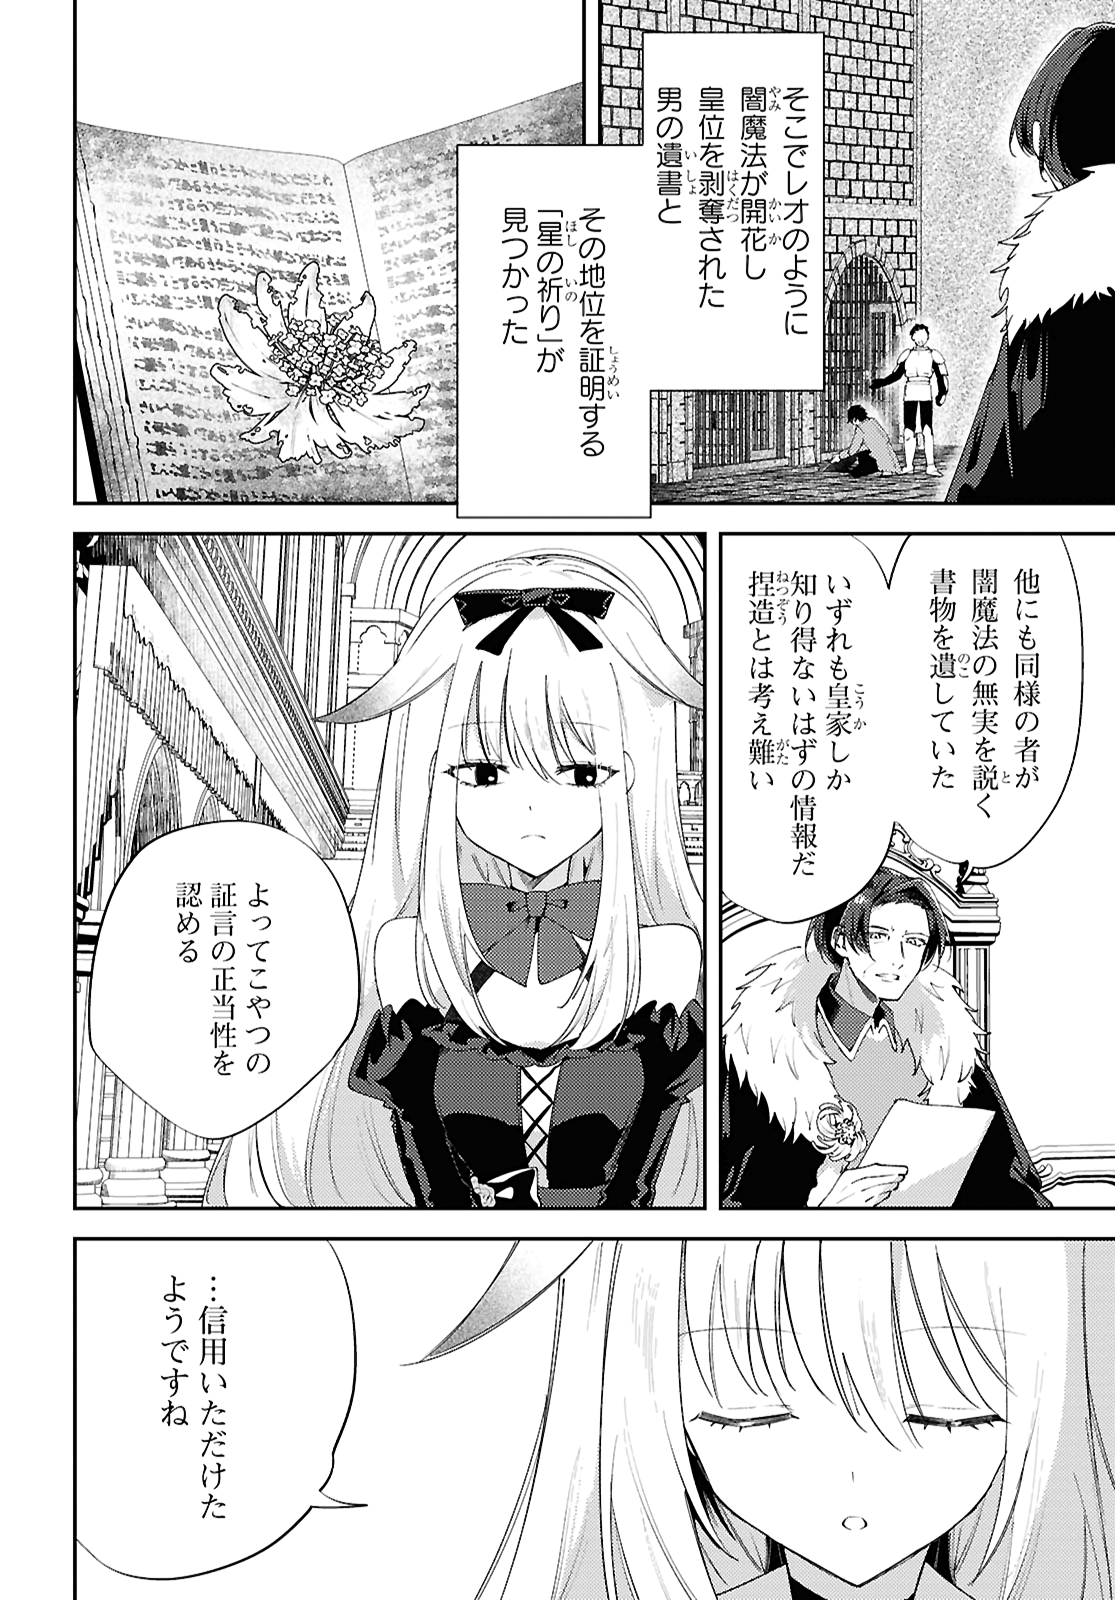 そこでレオのように
闇魔法が開花し
皇位を剥奪された
男の遺書と
その地位を証明する
「星の祈り」が
見つかった
他にも同様の者が
闇魔法の無実を説く
書物を遺していた
いずれも皇家しか
知り得ないはずの情報だ
捏造とは考え難い
よってこやつの
証言の正当性を
認める
…信用いただけた
ようですね